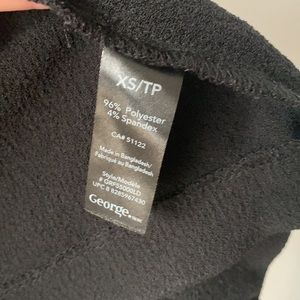 XS/TP
96% Polyester
4% Spandex
CA# 51122
Made in Bangladesh/
Fabriqué au Bangladesh
Style/Modèle
George.